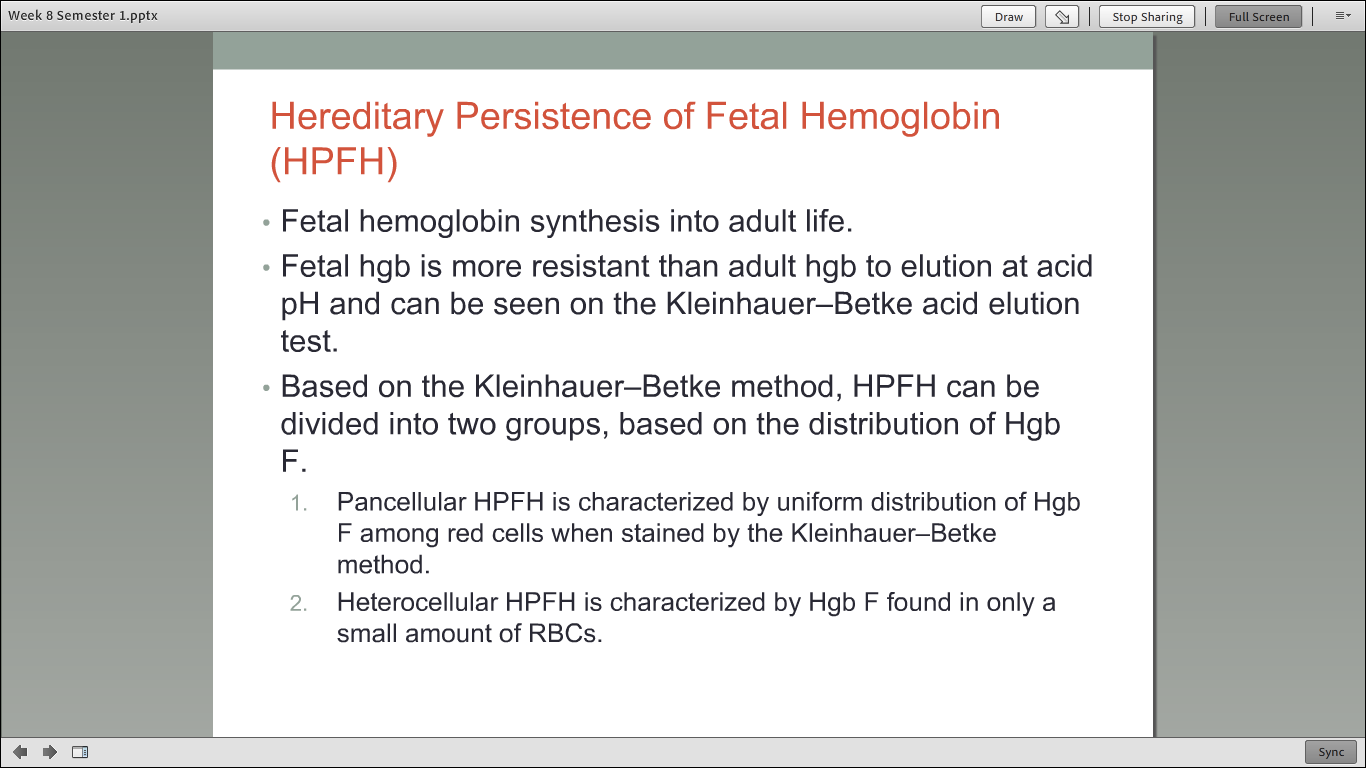 Week 8 Semester 1.pptx
Draw
Stop Sharing
Full Screen
Hereditary Persistence of Fetal Hemoglobin
(HPFH)
• Fetal hemoglobin synthesis into adult life.
• Fetal hgb is more resistant than adult hgb to elution at acid
pH and can be seen on the Kleinhauer–Betke acid elution
test.
• Based on the Kleinhauer–Betke method, HPFH can be
divided into two groups, based on the distribution of Hgb
F.
1. Pancellular HPFH is characterized by uniform distribution of Hgb
F among red cells when stained by the Kleinhauer–Betke
method.
2. Heterocellular HPFH is characterized by Hgb F found in only a
small amount of RBCs.
Sync